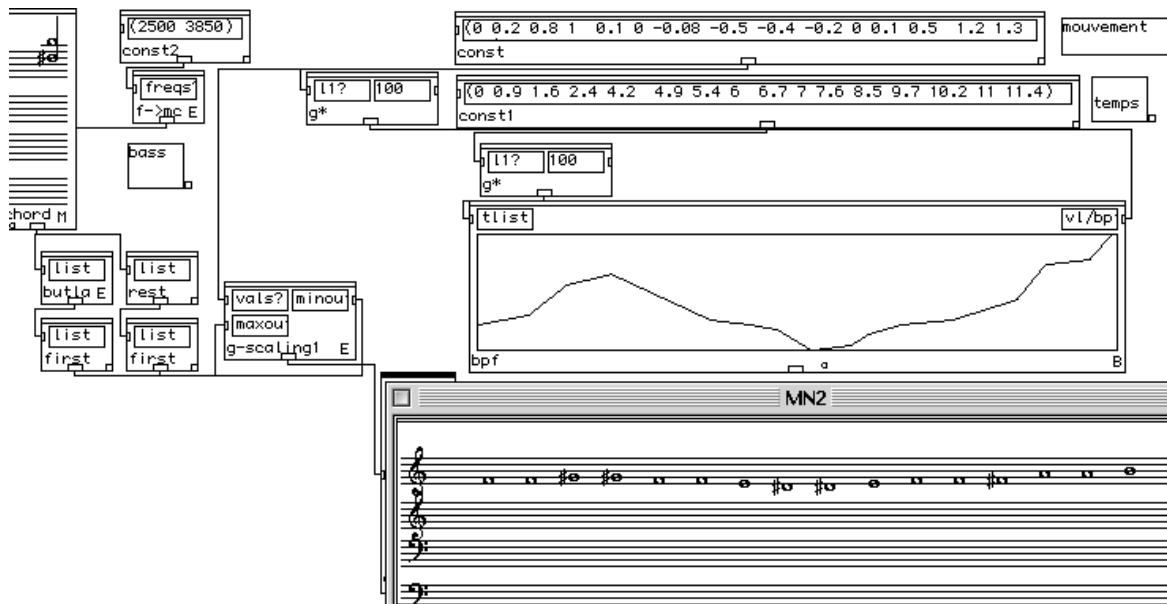 (2500 3850)
const2
(0 0.2 0.8 1 0.1 0 -0.08 -0.5 -0.4 -0.2 0 0.1 0.5 1.2 1.3
const
mouvement
freqs?
f->mc E
l1? 100
g*
(0 0.9 1.6 2.4 4.2 4.9 5.4 6 6.7 7 7.6 8.5 9.7 10.2 11 11.4)
const1
temps
bass
l1? 100
g*
chord M
tlist
vl/bp
list
butla E
list
rest
vals? minou
maxou
g-scaling1 E
list
first
list
first
bpf
a
B
MN2